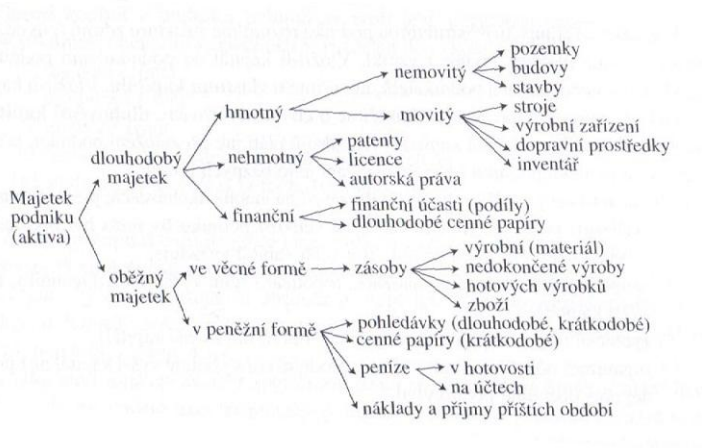 pozemky
nemovitý
budovy
stavby
hmotný
movitý
stroje
výrobní zařízení
patenty
dopravní prostředky
dlouhodobý
majetek
nehmotný
licence
inventář
autorská práva
Majetek
podniku
(aktiva)
finanční
finanční účasti (podíly)
dlouhodobé cenné papíry
výrobní (materiál)
oběžný
majetek
ve věcné formě
zásoby
nedokončené výroby
hotových výrobků
zboží
v peněžní formě
pohledávky (dlouhodobé, krátkodobé)
cenné papíry (krátkodobé)
peníze
v hotovosti
na účtech
náklady a příjmy příštích období